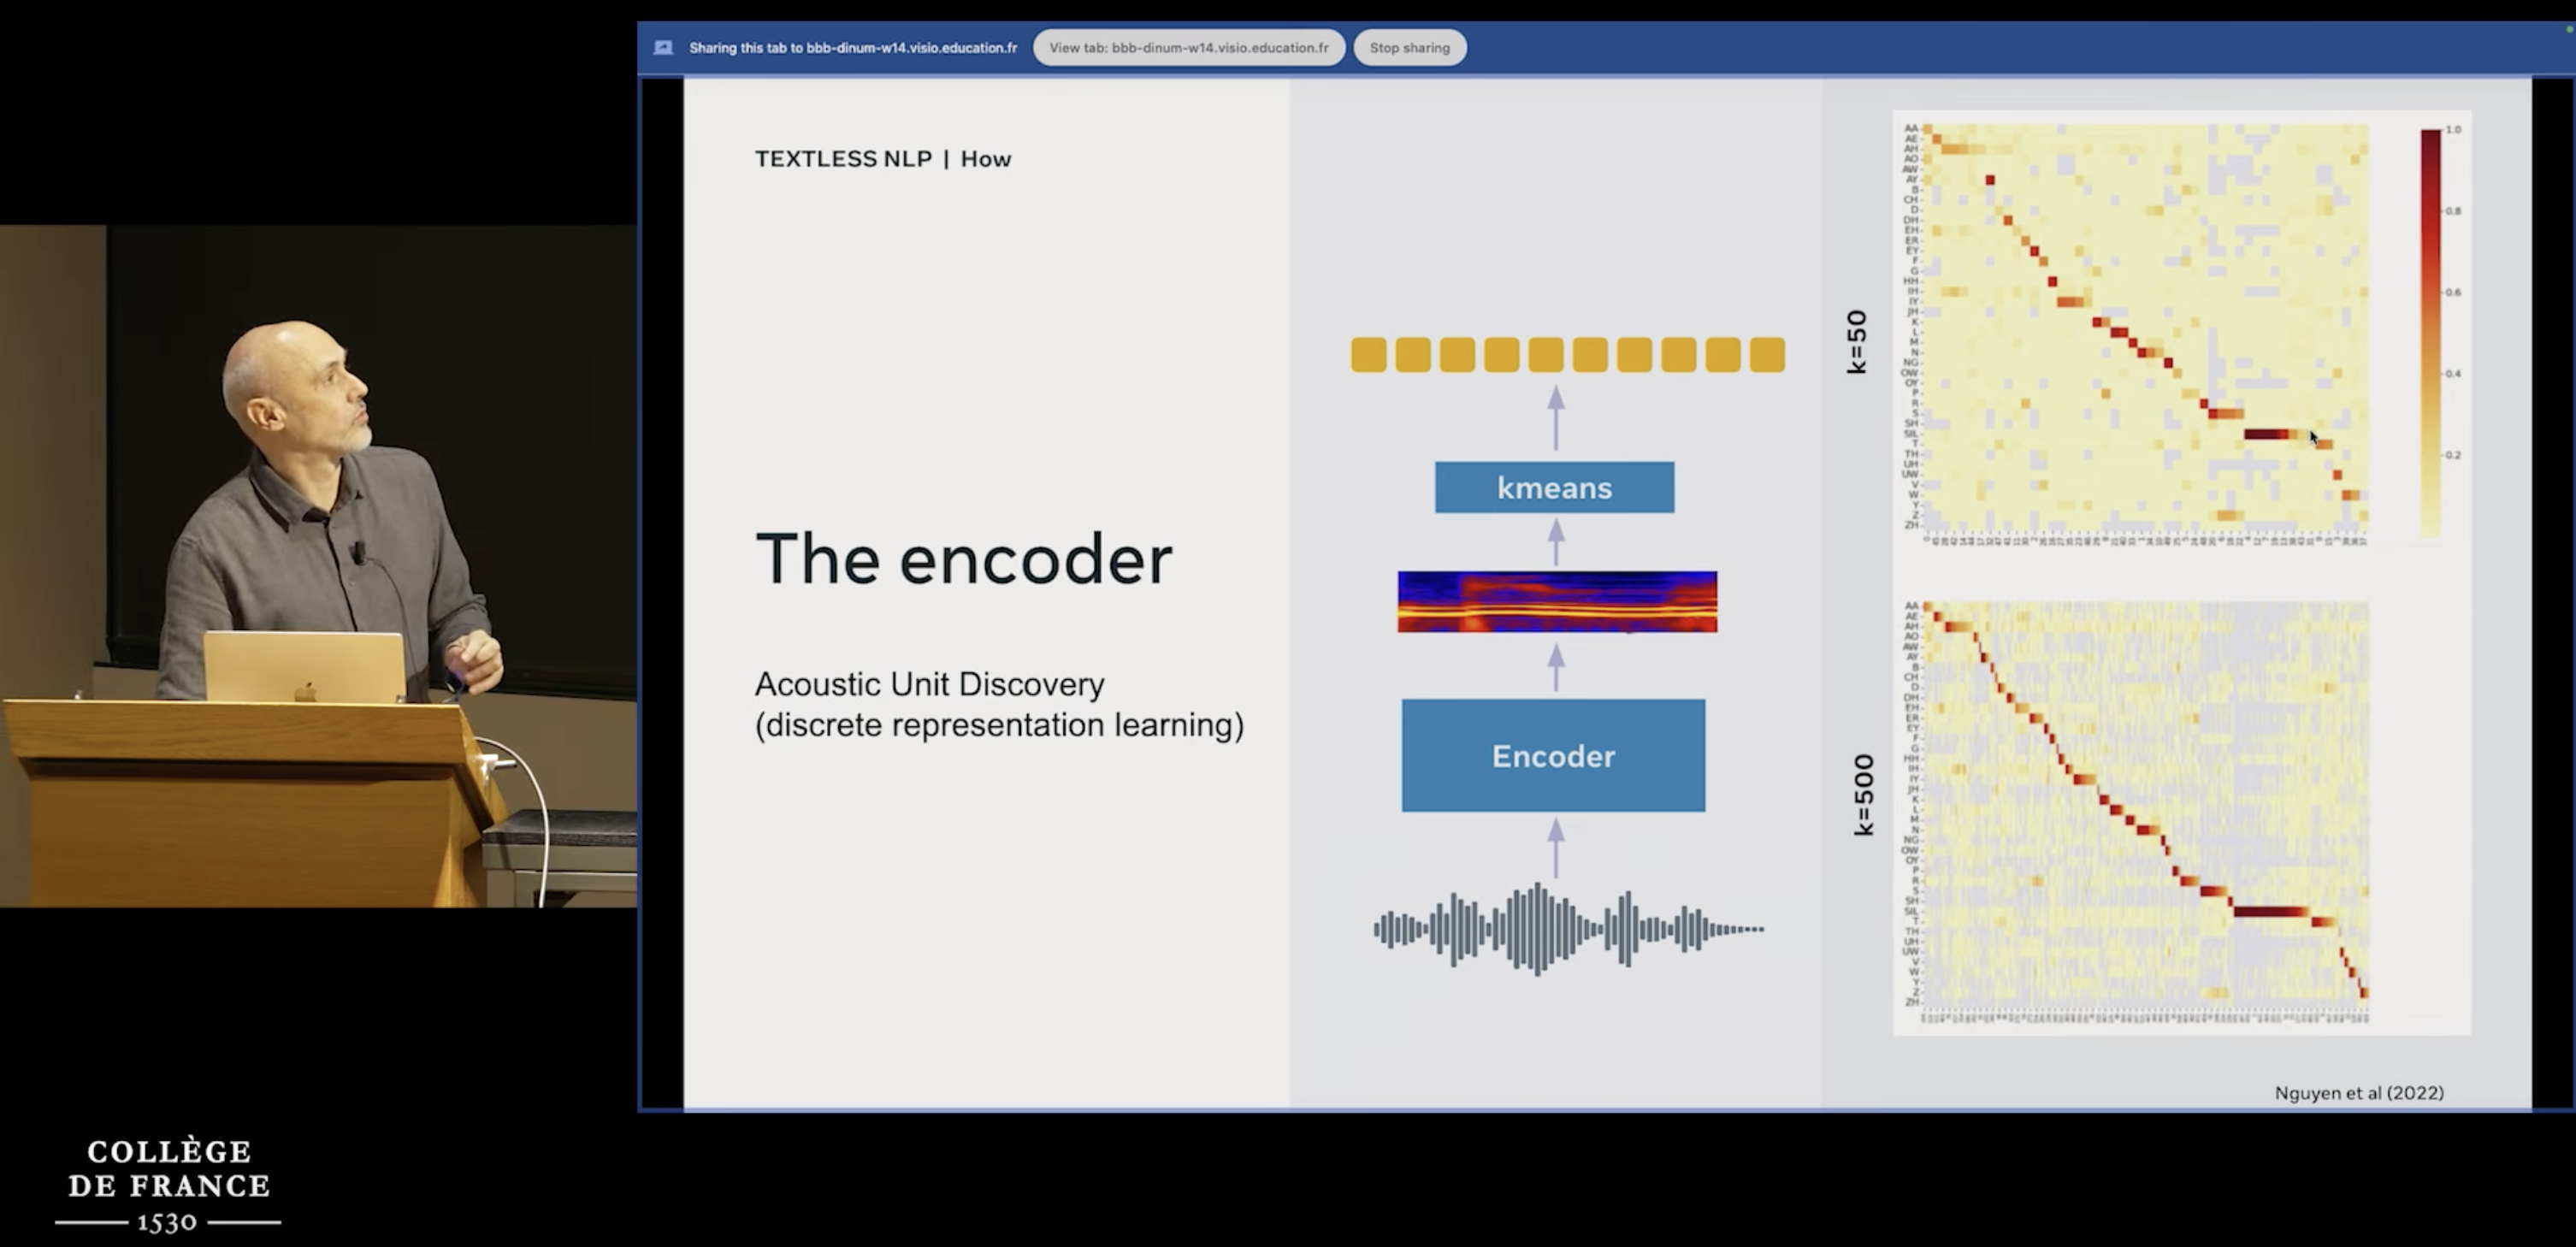 Sharing this tab to bbb-dinum-w14.visio.education.fr
View tab: bbb-dinum-w14.visio.education.fr
Stop sharing
TEXTLESS NLP | How
The encoder
Acoustic Unit Discovery
(discrete representation learning)
kmeans
Encoder
k=50
AA
AE
AH
AO
AW
AY
B
CH
D
DH
EH
ER
EY
F
G
HH
IH
IY
JH
K
L
M
N
NG
OW
OY
P
R
S
SH
SIL
T
TH
UH
UW
V
W
Y
Z
ZH
1.0
0.8
0.6
0.4
0.2
k=500
AA
AE
AH
AO
AW
AY
B
CH
D
DH
EH
ER
EY
F
G
HH
IH
IY
JH
K
L
M
N
NG
OW
OY
P
R
S
SH
SIL
T
TH
UH
UW
V
W
Y
Z
ZH
Nguyen et al (2022)
COLLÈGE
DE FRANCE
1530